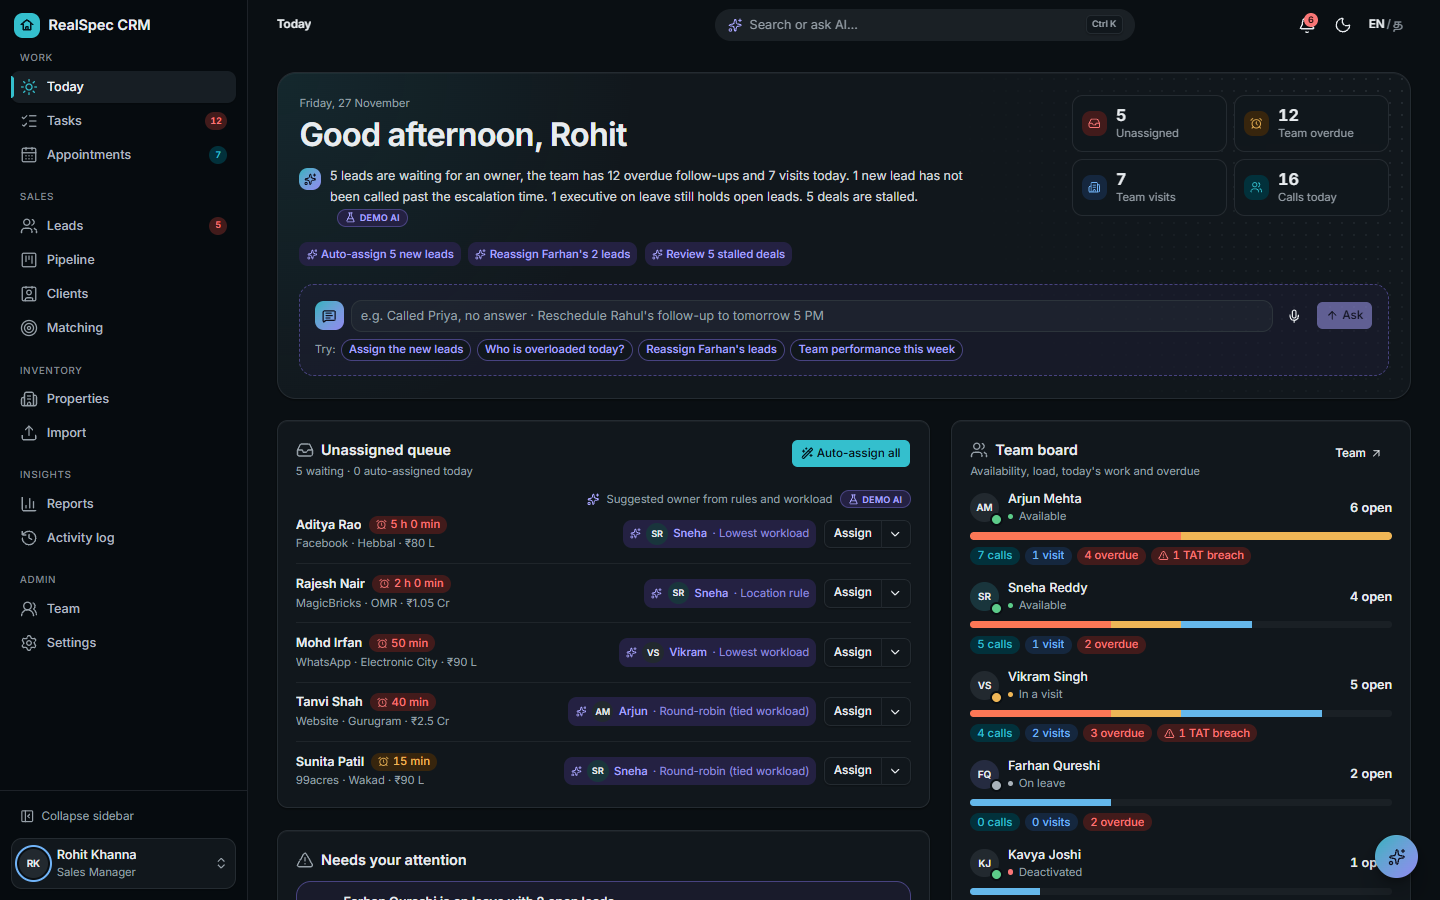 RealSpec CRM
WORK
Today
Tasks
12
Appointments
7
SALES
Leads
5
Pipeline
Clients
Matching
INVENTORY
Properties
Import
INSIGHTS
Reports
Activity log
ADMIN
Team
Settings
Collapse sidebar
RK
Rohit Khanna
Sales Manager
Today
Search or ask AI...
Ctrl K
6
EN / த
Friday, 27 November
Good afternoon, Rohit
5 leads are waiting for an owner, the team has 12 overdue follow-ups and 7 visits today. 1 new lead has not
been called past the escalation time. 1 executive on leave still holds open leads. 5 deals are stalled.
DEMO AI
Auto-assign 5 new leads
Reassign Farhan's 2 leads
Review 5 stalled deals
5
Unassigned
12
Team overdue
7
Team visits
16
Calls today
e.g. Called Priya, no answer · Reschedule Rahul's follow-up to tomorrow 5 PM
Ask
Try:
Assign the new leads
Who is overloaded today?
Reassign Farhan's leads
Team performance this week
Unassigned queue
5 waiting · 0 auto-assigned today
Auto-assign all
Suggested owner from rules and workload
DEMO AI
Aditya Rao
5 h 0 min
Facebook · Hebbal · ₹80 L
SR Sneha · Lowest workload
Assign
Rajesh Nair
2 h 0 min
MagicBricks · OMR · ₹1.05 Cr
SR Sneha · Location rule
Assign
Mohd Irfan
50 min
WhatsApp · Electronic City · ₹90 L
VS Vikram · Lowest workload
Assign
Tanvi Shah
40 min
Website · Gurugram · ₹2.5 Cr
AM Arjun · Round-robin (tied workload)
Assign
Sunita Patil
15 min
99acres · Wakad · ₹90 L
SR Sneha · Round-robin (tied workload)
Assign
Needs your attention
Farhan Qureshi is on leave with 2 open leads
Team board
Availability, load, today's work and overdue
Team
AM
Arjun Mehta
Available
6 open
7 calls
1 visit
4 overdue
1 TAT breach
SR
Sneha Reddy
Available
4 open
5 calls
1 visit
2 overdue
VS
Vikram Singh
In a visit
5 open
4 calls
2 visits
3 overdue
1 TAT breach
FQ
Farhan Qureshi
On leave
2 open
0 calls
0 visits
2 overdue
KJ
Kavya Joshi
Deactivated
1 op